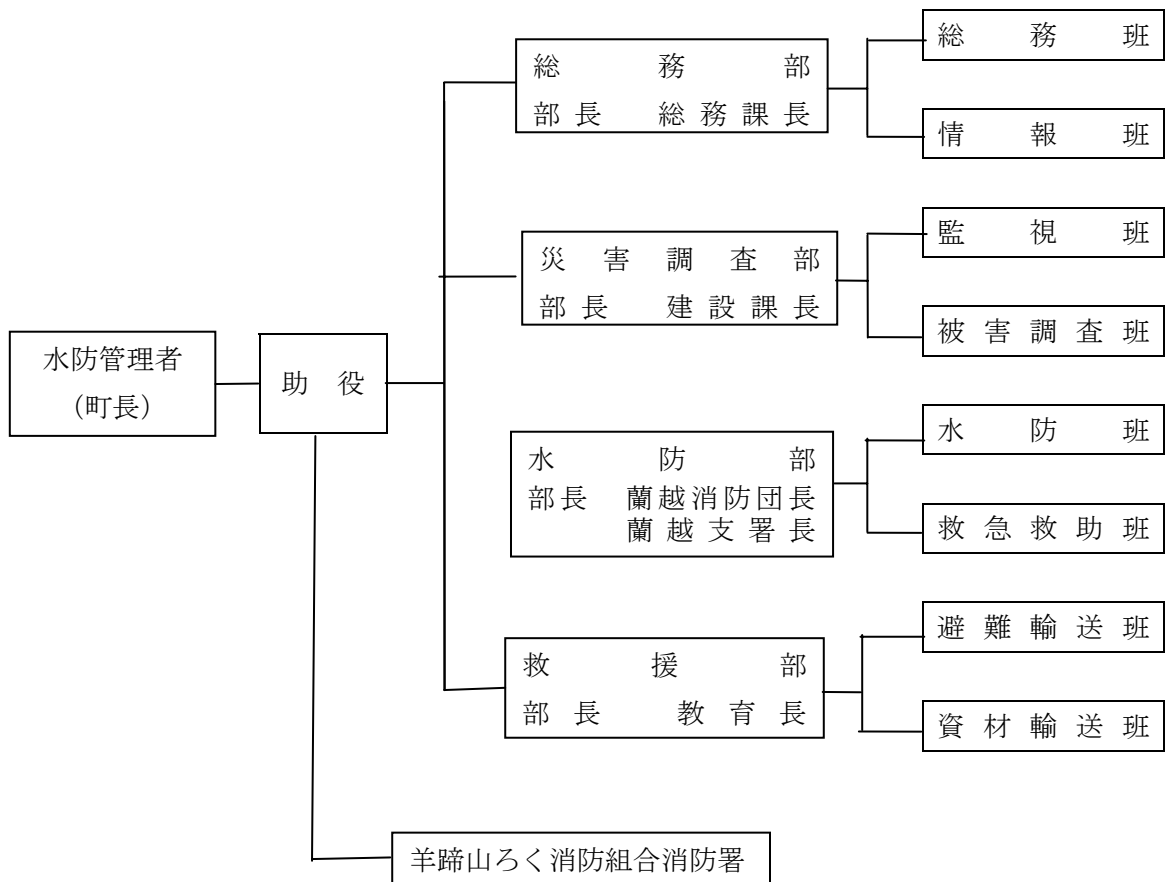 水防管理者
（町長）
助役
総務部
部長 総務課長
総務班
情報班
災害調査部
部長 建設課長
監視班
被害調査班
水防部
部長 蘭越消防団長
蘭越支署長
水防班
救急救助班
救援部
部長 教育長
避難輸送班
資材輸送班
羊蹄山ろく消防組合消防署